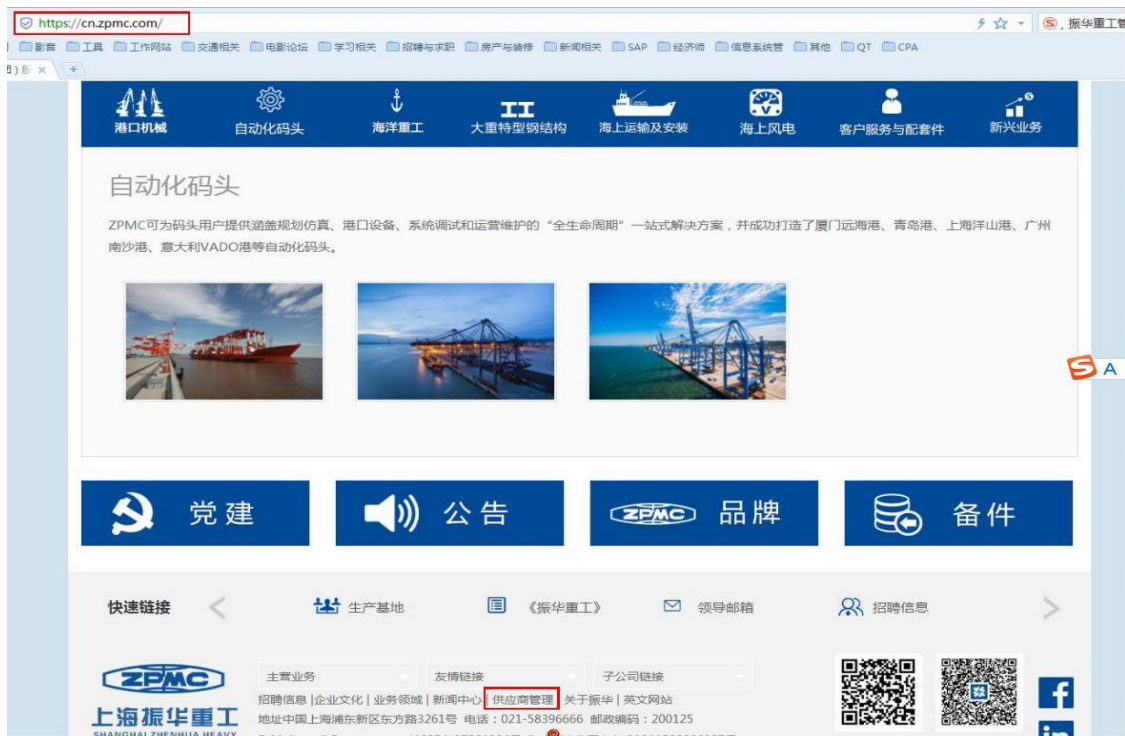 https://cn.zpmc.com/
振华重工管
影音 工具 工作网站 交通相关 电影论坛 学习相关 招聘与求职 房产与装修 新闻相关 SAP 经济师 信息系统管 其他 QT CPA
港口机械 自动化码头 海洋重工 大重特型钢结构 海上运输及安装 海上风电 客户服务与配套件 新兴业务
自动化码头
ZPMC可为码头用户提供涵盖规划仿真、港口设备、系统调试和运营维护的“全生命周期”一站式解决方案，并成功打造了厦门远海港、青岛港、上海洋山港、广州
南沙港、意大利VADO港等自动化码头。
A
党建 公告 ZPMC 品牌 备件
快速链接 生产基地 《振华重工》 领导邮箱 招聘信息
ZPMC
主营业务 友情链接 子公司链接
招聘信息|企业文化|业务领域|新闻中心|供应商管理|关于振华|英文网站
上海振华重工
地址中国上海浦东新区东方路3261号 电话：021-58396666 邮政编码：200125
SHANGHAI ZHENHUA HEAVY